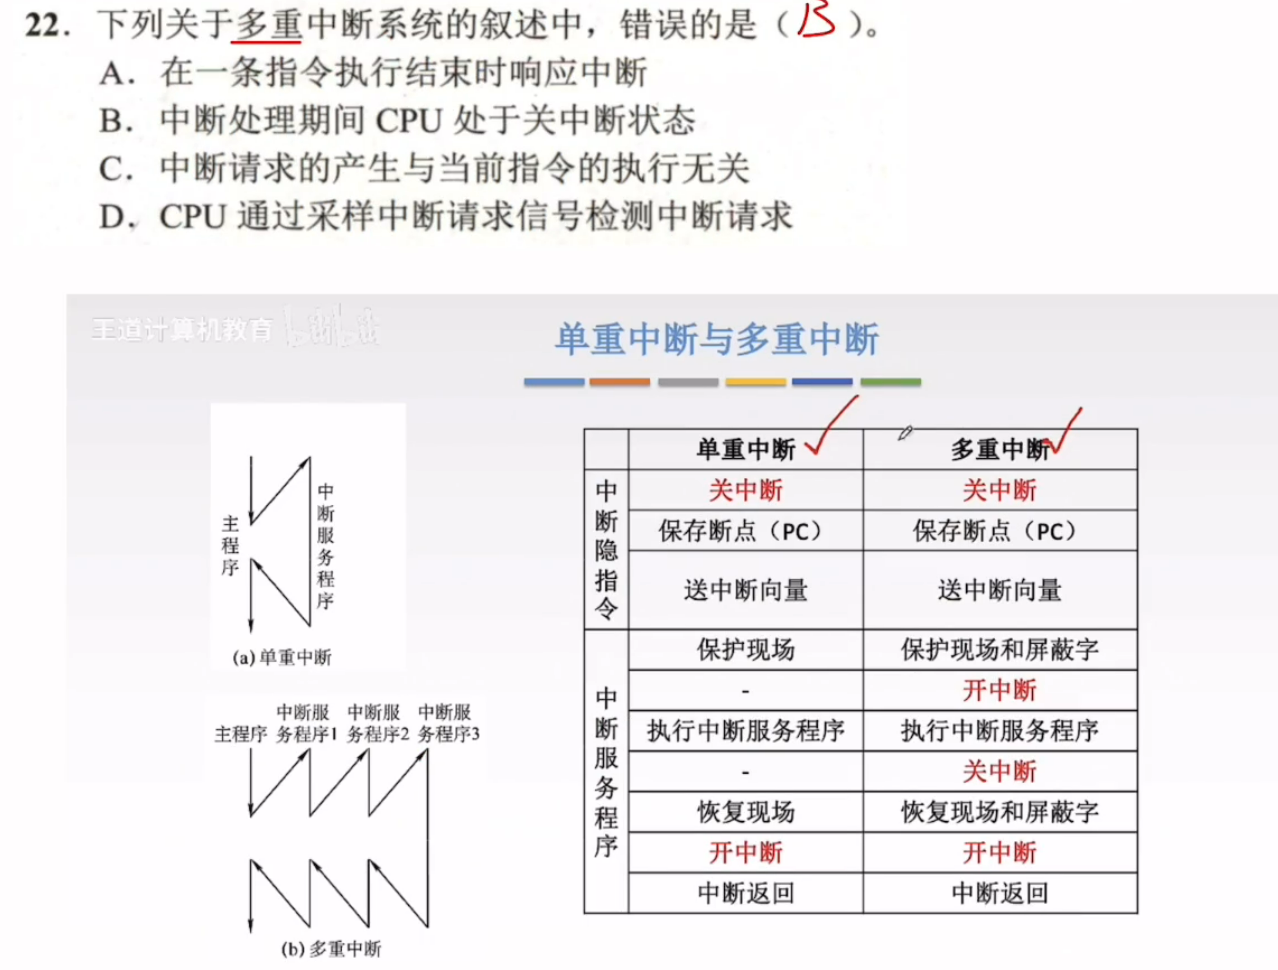 22. 下列关于多重中断系统的叙述中，错误的是（B）。
A. 在一条指令执行结束时响应中断
B. 中断处理期间 CPU 处于关中断状态
C. 中断请求的产生与当前指令的执行无关
D. CPU 通过采样中断请求信号检测中断请求
王道计算机教育 bilibili
单重中断与多重中断
主程序
中断服务程序
(a)单重中断
主程序 中断服务程序1 中断服务程序2 中断服务程序3
(b)多重中断
单重中断 多重中断
中断隐指令
关中断 关中断
保存断点（PC） 保存断点（PC）
送中断向量 送中断向量
中断服务程序
保护现场 保护现场和屏蔽字
- 开中断
执行中断服务程序 执行中断服务程序
- 关中断
恢复现场 恢复现场和屏蔽字
开中断 开中断
中断返回 中断返回